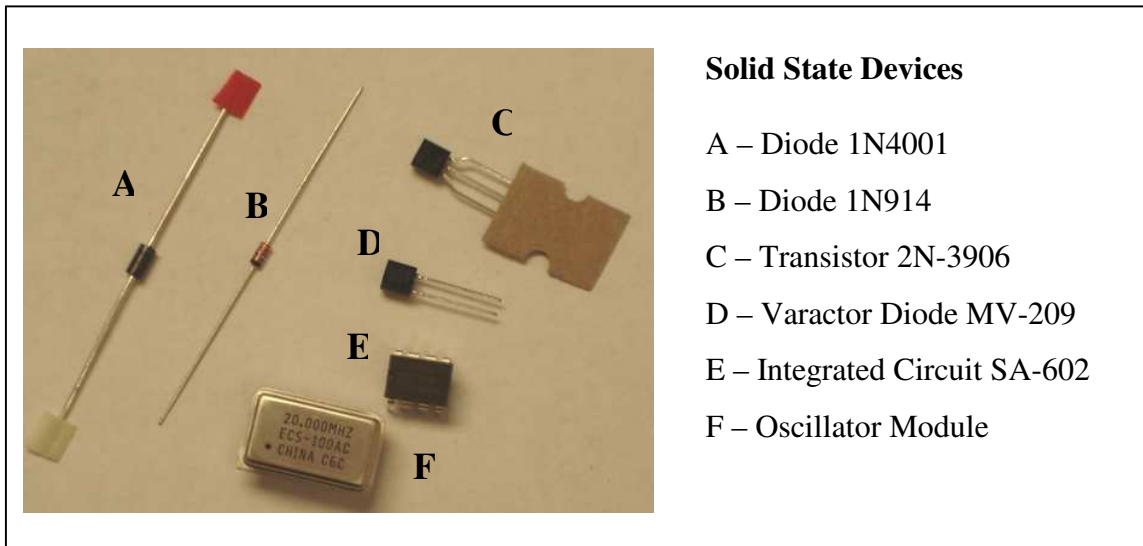 Solid State Devices
A – Diode 1N4001
B – Diode 1N914
C – Transistor 2N-3906
D – Varactor Diode MV-209
E – Integrated Circuit SA-602
F – Oscillator Module
A
B
C
D
E
F
20.000MHZ
ECS-100AC
CHINA C6C